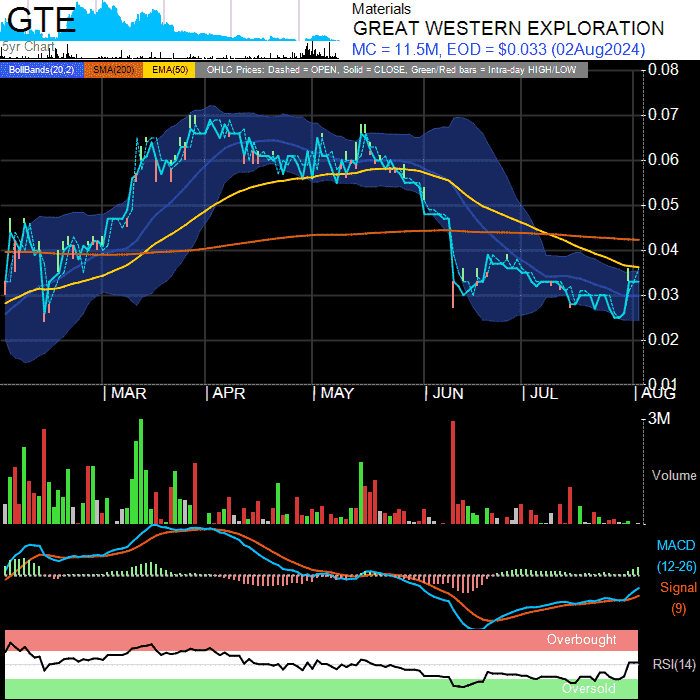 GTE
5yr Chart
Materials
GREAT WESTERN EXPLORATION
MC = 11.5M, EOD = $0.033 (02Aug2024)
BollBands(20,2) SMA(200) EMA(50) OHLC Prices: Dashed = OPEN, Solid = CLOSE, Green/Red bars = Intra-day HIGH/LOW
0.08
0.07
0.06
0.05
0.04
0.03
0.02
0.01
MAR APR MAY JUN JUL AUG
3M
Volume
MACD
(12-26)
Signal
(9)
Overbought
RSI(14)
Oversold